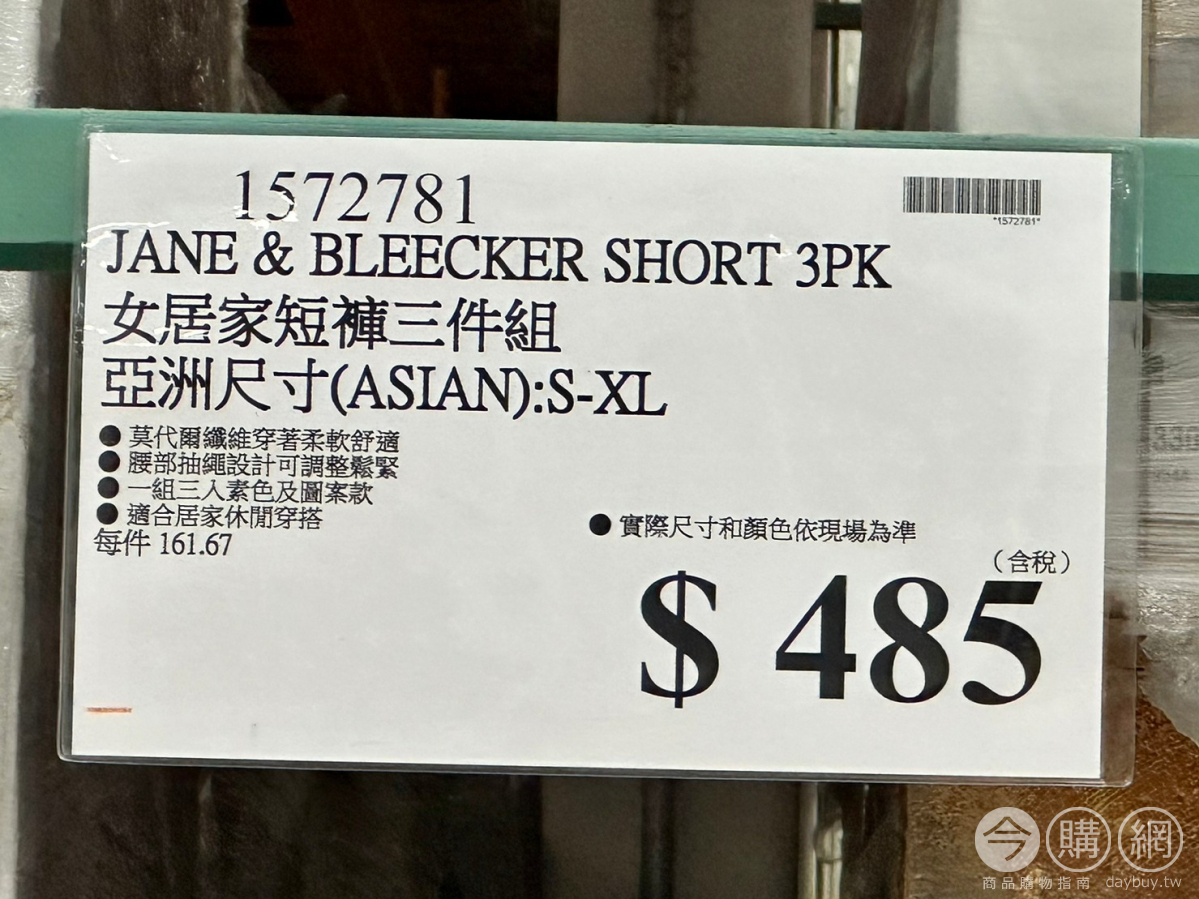 1572781
*1572781*
JANE & BLEECKER SHORT 3PK
女居家短褲三件組
亞洲尺寸(ASIAN):S-XL
●莫代爾纖維穿著柔軟舒適
●腰部抽繩設計可調整鬆緊
●一組三入素色及圖案款
●適合居家休閒穿搭
每件 161.67
●實際尺寸和顏色依現場為準
(含稅)
$ 485
今購網
商品購物指南 daybuy.tw